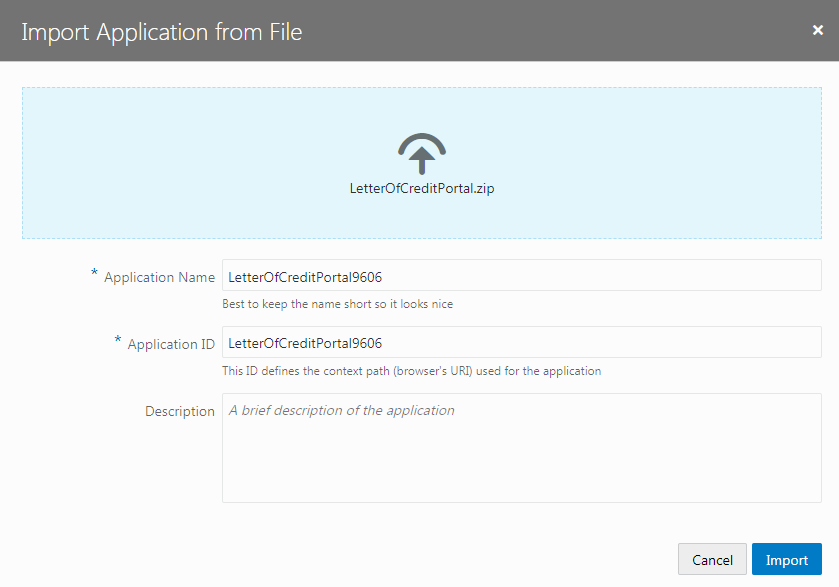 Import Application from File
LetterOfCreditPortal.zip
* Application Name LetterOfCreditPortal9606
Best to keep the name short so it looks nice
* Application ID LetterOfCreditPortal9606
This ID defines the context path (browser's URI) used for the application
Description A brief description of the application
Cancel Import